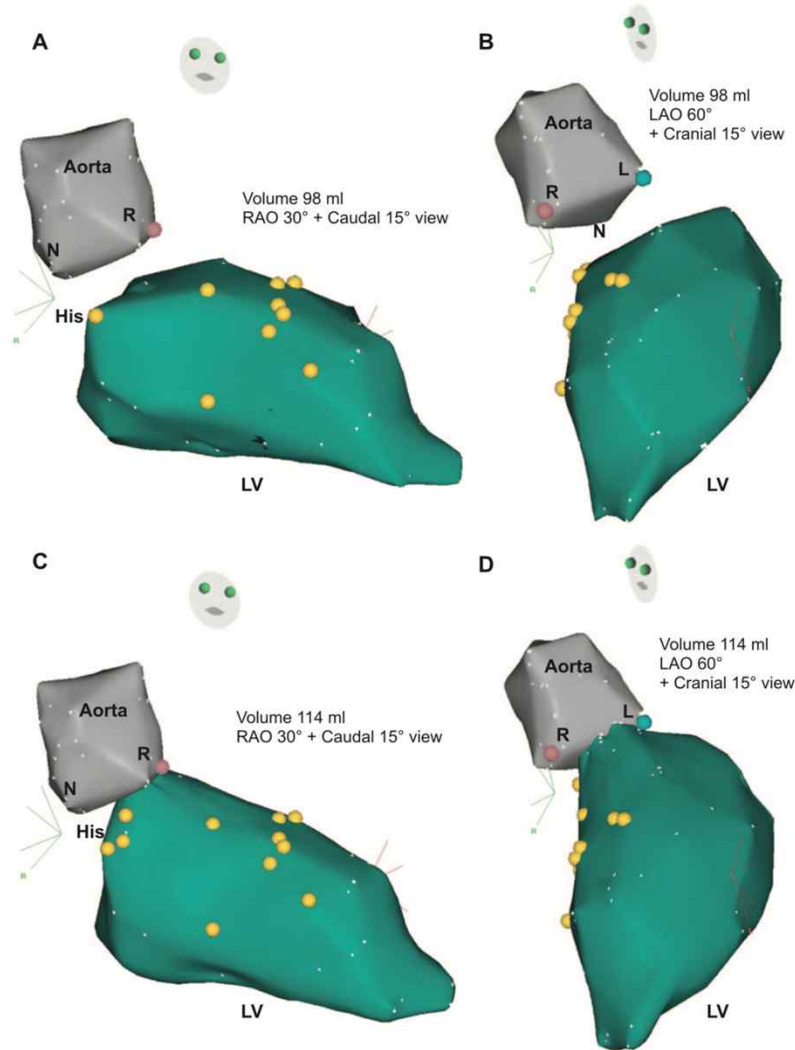 A
Aorta
R
N
His
Volume 98 ml
RAO 30° + Caudal 15° view
LV
B
Aorta
L
R
N
Volume 98 ml
LAO 60°
+ Cranial 15° view
LV
C
Aorta
R
N
His
Volume 114 ml
RAO 30° + Caudal 15° view
LV
D
Aorta
L
R
Volume 114 ml
LAO 60°
+ Cranial 15° view
LV